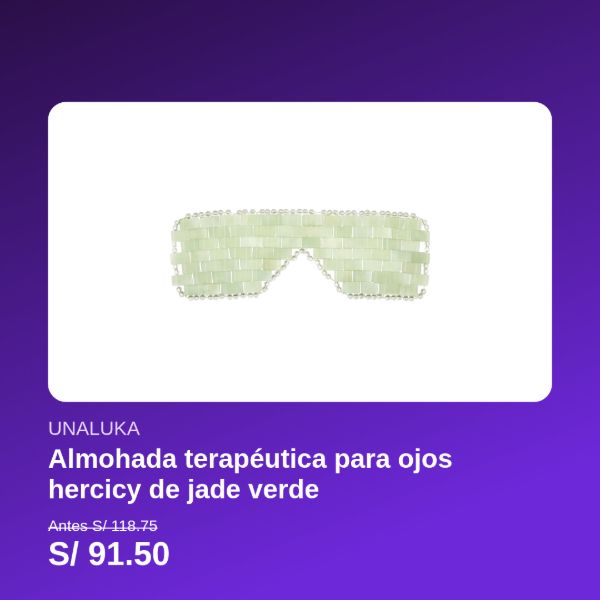 UNALUKA
Almohada terapéutica para ojos
hercicy de jade verde
Antes S/ 118.75
S/ 91.50